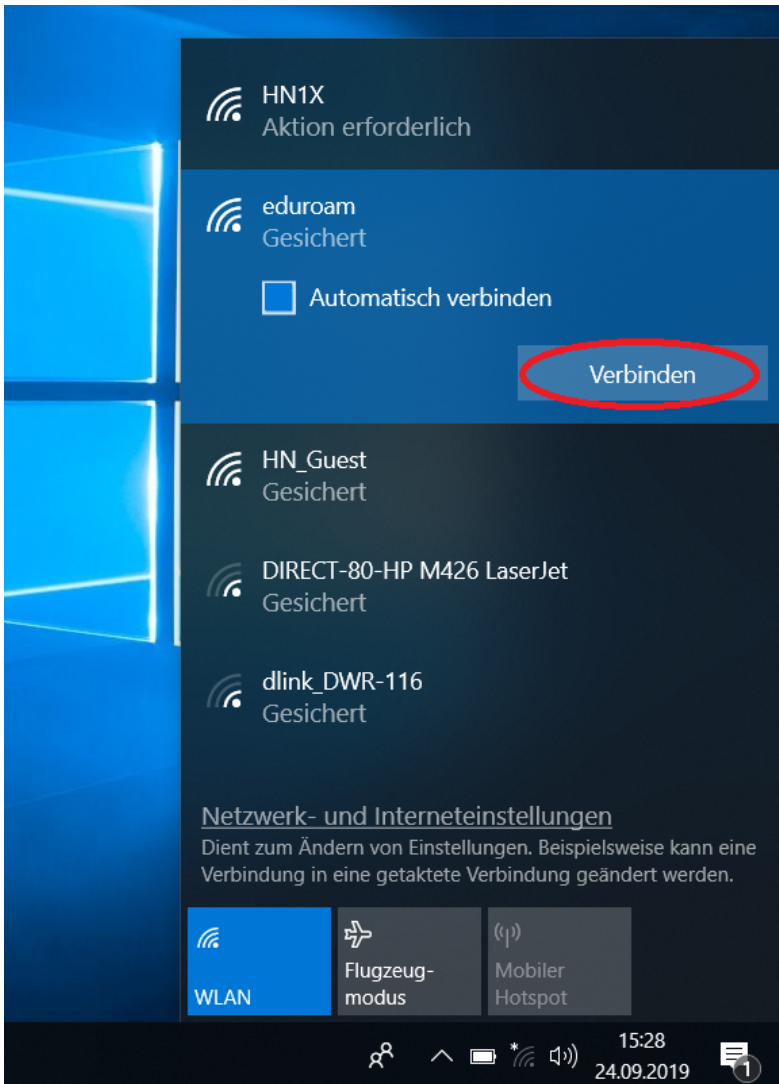 HN1X
Aktion erforderlich
eduroam
Gesichert
Automatisch verbinden
Verbinden
HN_Guest
Gesichert
DIRECT-80-HP M426 LaserJet
Gesichert
dlink_DWR-116
Gesichert
Netzwerk- und Interneteinstellungen
Dient zum Ändern von Einstellungen. Beispielsweise kann eine
Verbindung in eine getaktete Verbindung geändert werden.
WLAN
Flugzeug-
modus
Mobiler
Hotspot
15:28
24.09.2019
1